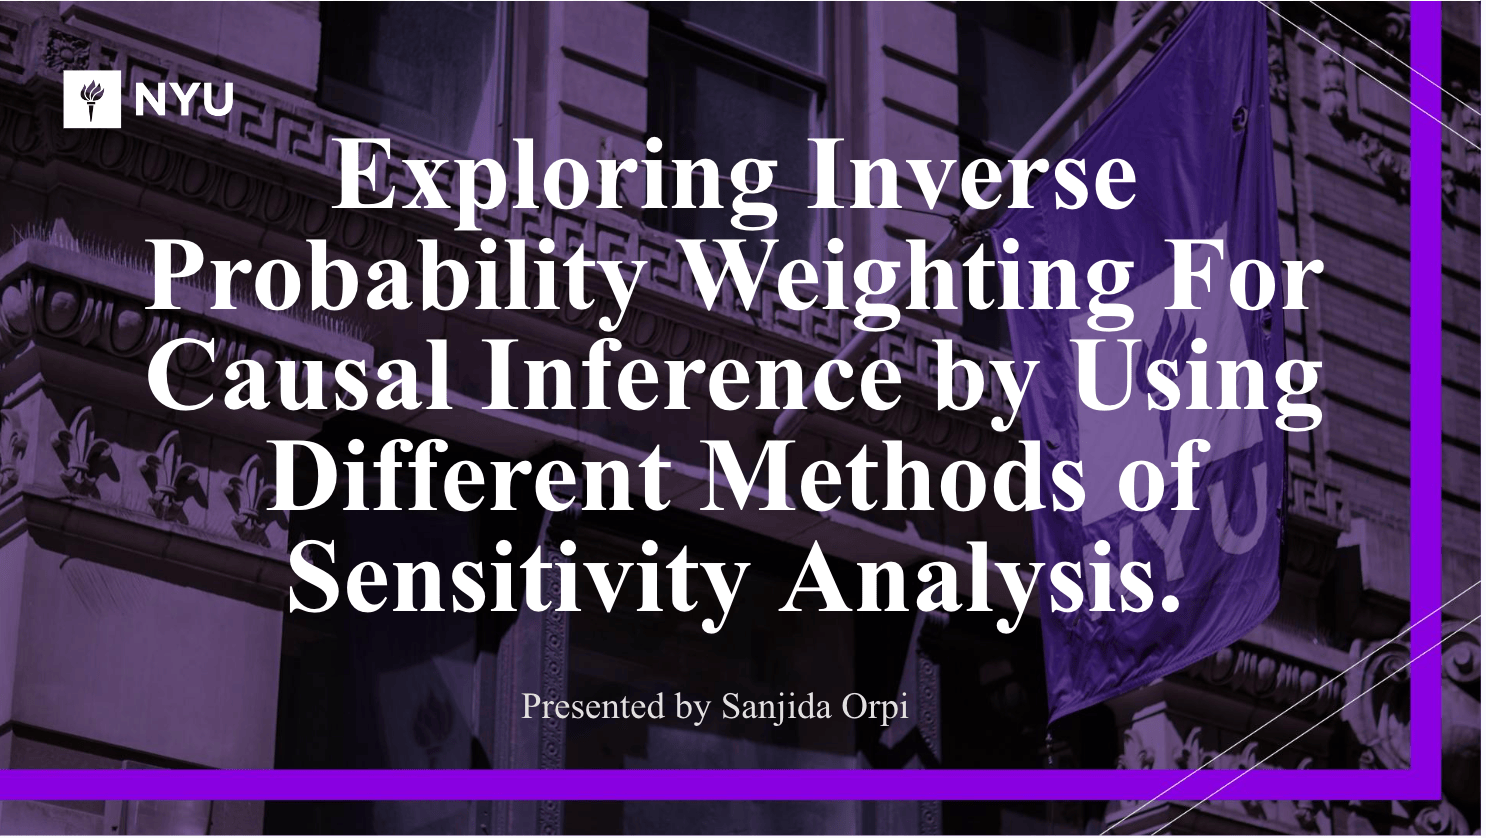 NYU
Exploring Inverse
Probability Weighting For
Causal Inference by Using
Different Methods of
Sensitivity Analysis.
NYU
Presented by Sanjida Orpi